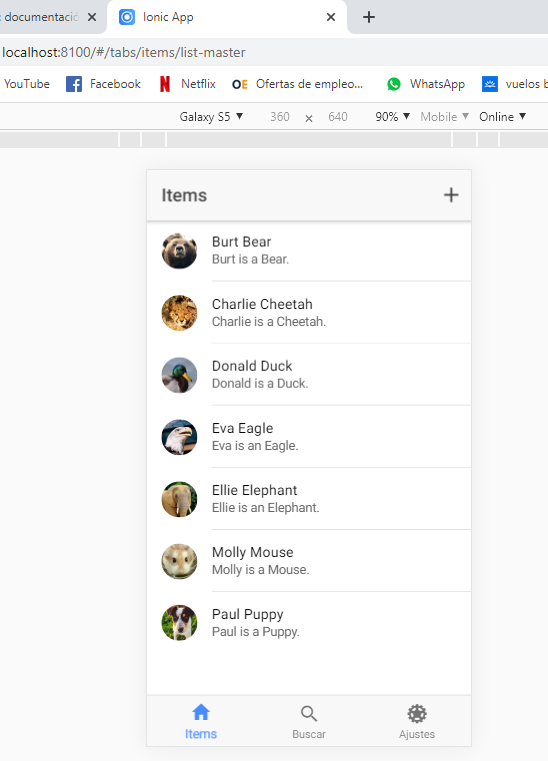 : documentació
Ionic App
localhost:8100/#/tabs/items/list-master
YouTube Facebook Netflix OE Ofertas de empleo... WhatsApp vuelos b
Galaxy S5 360 × 640 90% Mobile Online
Items
Burt Bear
Burt is a Bear.
Charlie Cheetah
Charlie is a Cheetah.
Donald Duck
Donald is a Duck.
Eva Eagle
Eva is an Eagle.
Ellie Elephant
Ellie is an Elephant.
Molly Mouse
Molly is a Mouse.
Paul Puppy
Paul is a Puppy.
Items Buscar Ajustes